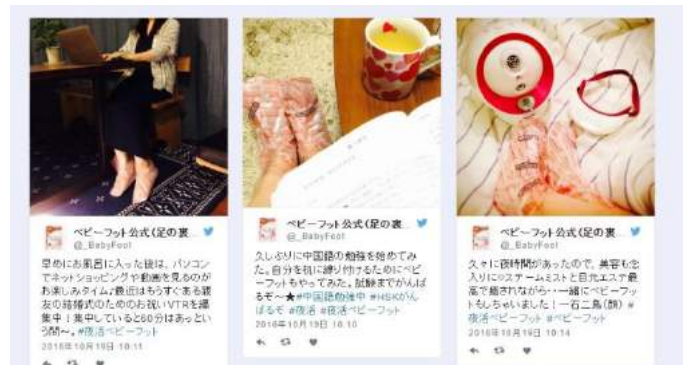 ベビーフット公式(足の裏...
@_BabyFoot
早めにお風呂に入った後は、パソコン
でネットショッピングや動画を見るのが
お楽しみタイム♪最近はもうすぐある親
友の結婚式のためのお祝いVTRを編
集中!集中していると60分はあっとい
う間〜。#夜活ベビーフット
2016年10月19日 10:11
ベビーフット公式(足の裏...
@_BabyFoot
久しぶりに中国語の勉強を始めてみ
た。自分を机に縛り付けるためにベビ
ーフットもやってみた。試験までがんば
るぞ〜★#中国語勉強中 #HSKがん
ばるぞ #夜活 #夜活ベビーフット
2016年10月19日 10:10
ベビーフット公式(足の裏...
@_BabyFoot
久々に夜時間があったので、美容も念
入りに◎スチームミストと目元エステ最
高で癒されながら・・一緒にベビーフッ
トもしちゃいました!一石二鳥(顔) #
夜活ベビーフット #ベビーフット
2016年10月19日 10:14